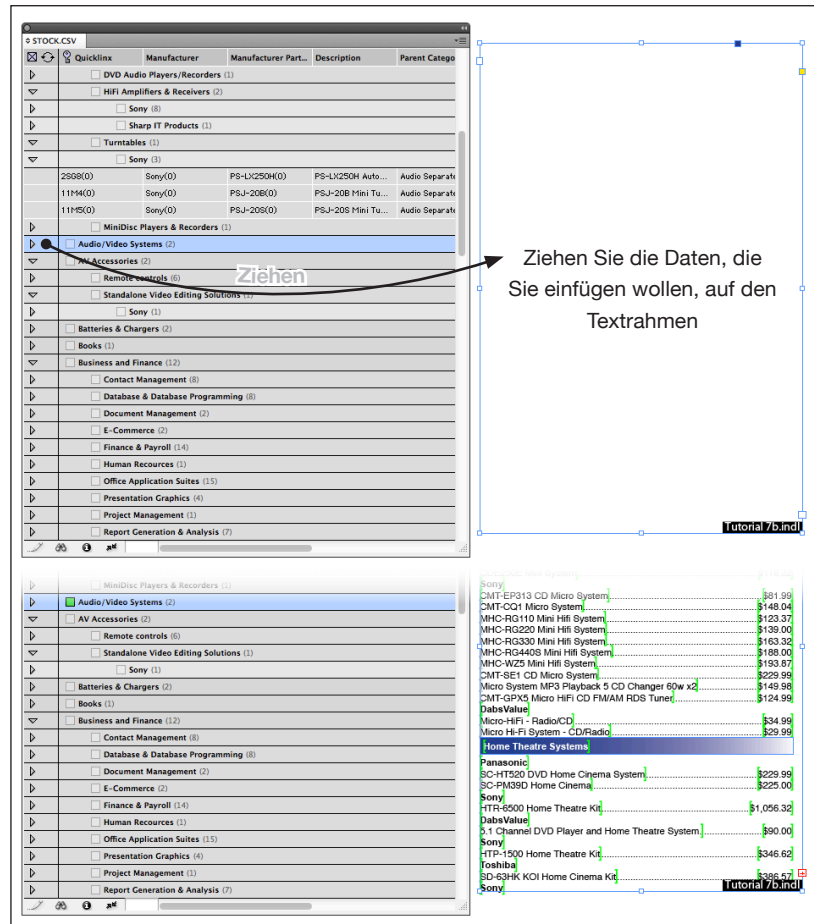 STOCK.CSV
Quicklinx Manufacturer Manufacturer Part... Description Parent Catego
DVD Audio Players/Recorders (1)
HiFi Amplifiers & Receivers (2)
Sony (8)
Sharp IT Products (1)
Turntables (1)
Sony (3)
2SG8(0) Sony(0) PS-LX250H(0) PS-LX250H Auto... Audio Separate
11M4(0) Sony(0) PSJ-20B(0) PSJ-20B Mini Tu... Audio Separate
11M5(0) Sony(0) PSJ-20S(0) PSJ-20S Mini Tu... Audio Separate
MiniDisc Players & Recorders (1)
Audio/Video Systems (2)
AV Accessories (2)
Remote controls (6)
Standalone Video Editing Solutions (1)
Sony (1)
Batteries & Chargers (2)
Books (1)
Business and Finance (12)
Contact Management (8)
Database & Database Programming (8)
Document Management (2)
E-Commerce (2)
Finance & Payroll (14)
Human Recources (1)
Office Application Suites (15)
Presentation Graphics (4)
Project Management (1)
Report Generation & Analysis (7)
Ziehen
Ziehen Sie die Daten, die
Sie einfügen wollen, auf den
Textrahmen
Tutorial 7b.indl
MiniDisc Players & Recorders (1)
Audio/Video Systems (2)
AV Accessories (2)
Remote controls (6)
Standalone Video Editing Solutions (1)
Sony (1)
Batteries & Chargers (2)
Books (1)
Business and Finance (12)
Contact Management (8)
Database & Database Programming (8)
Document Management (2)
E-Commerce (2)
Finance & Payroll (14)
Human Recources (1)
Office Application Suites (15)
Presentation Graphics (4)
Project Management (1)
Report Generation & Analysis (7)
Sony
CMT-EP313 CD Micro System $81.99
CMT-CQ1 Micro System $148.04
MHC-RG110 Mini Hifi System $123.37
MHC-RG220 Mini Hifi System $139.00
MHC-RG330 Mini Hifi System $163.32
MHC-RG440S Mini Hifi System $188.00
MHC-WZ5 Mini Hifi System $193.87
CMT-SE1 CD Micro System $229.99
Micro System MP3 Playback 5 CD Changer 60w x2 $149.98
CMT-GPX5 Micro HiFi CD FM/AM RDS Tuner $124.99
DabsValue
Micro-HiFi - Radio/CD $34.99
Micro Hi-Fi System - CD/Radio $29.99
Home Theatre Systems
Panasonic
SC-HT520 DVD Home Cinema System $229.99
SC-PM39D Home Cinema $225.00
Sony
HTR-6500 Home Theatre Kit $1,056.32
DabsValue
5.1 Channel DVD Player and Home Theatre System $90.00
Sony
HTP-1500 Home Theatre Kit $346.62
Toshiba
SD-63HK KOI Home Cinema Kit $386.57
Sony
Tutorial 7b.indl